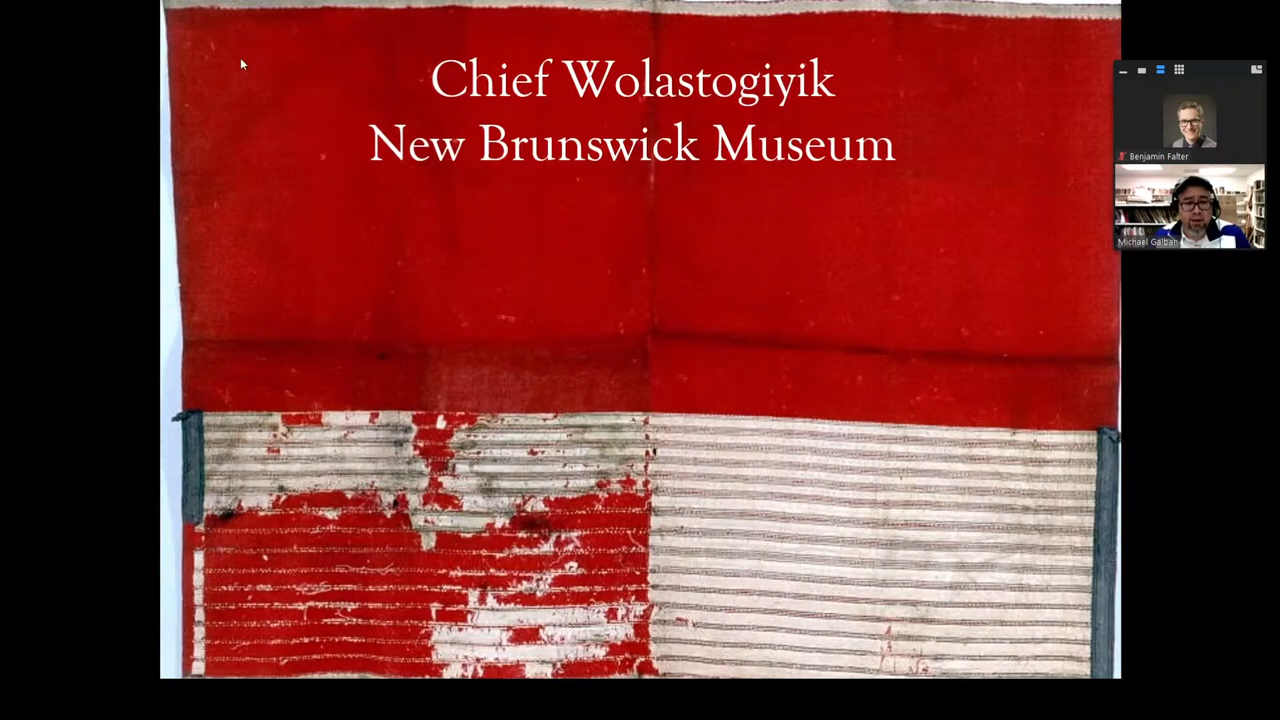 Chief Wolastogiyik
New Brunswick Museum
Benjamin Falter
Michael Galban